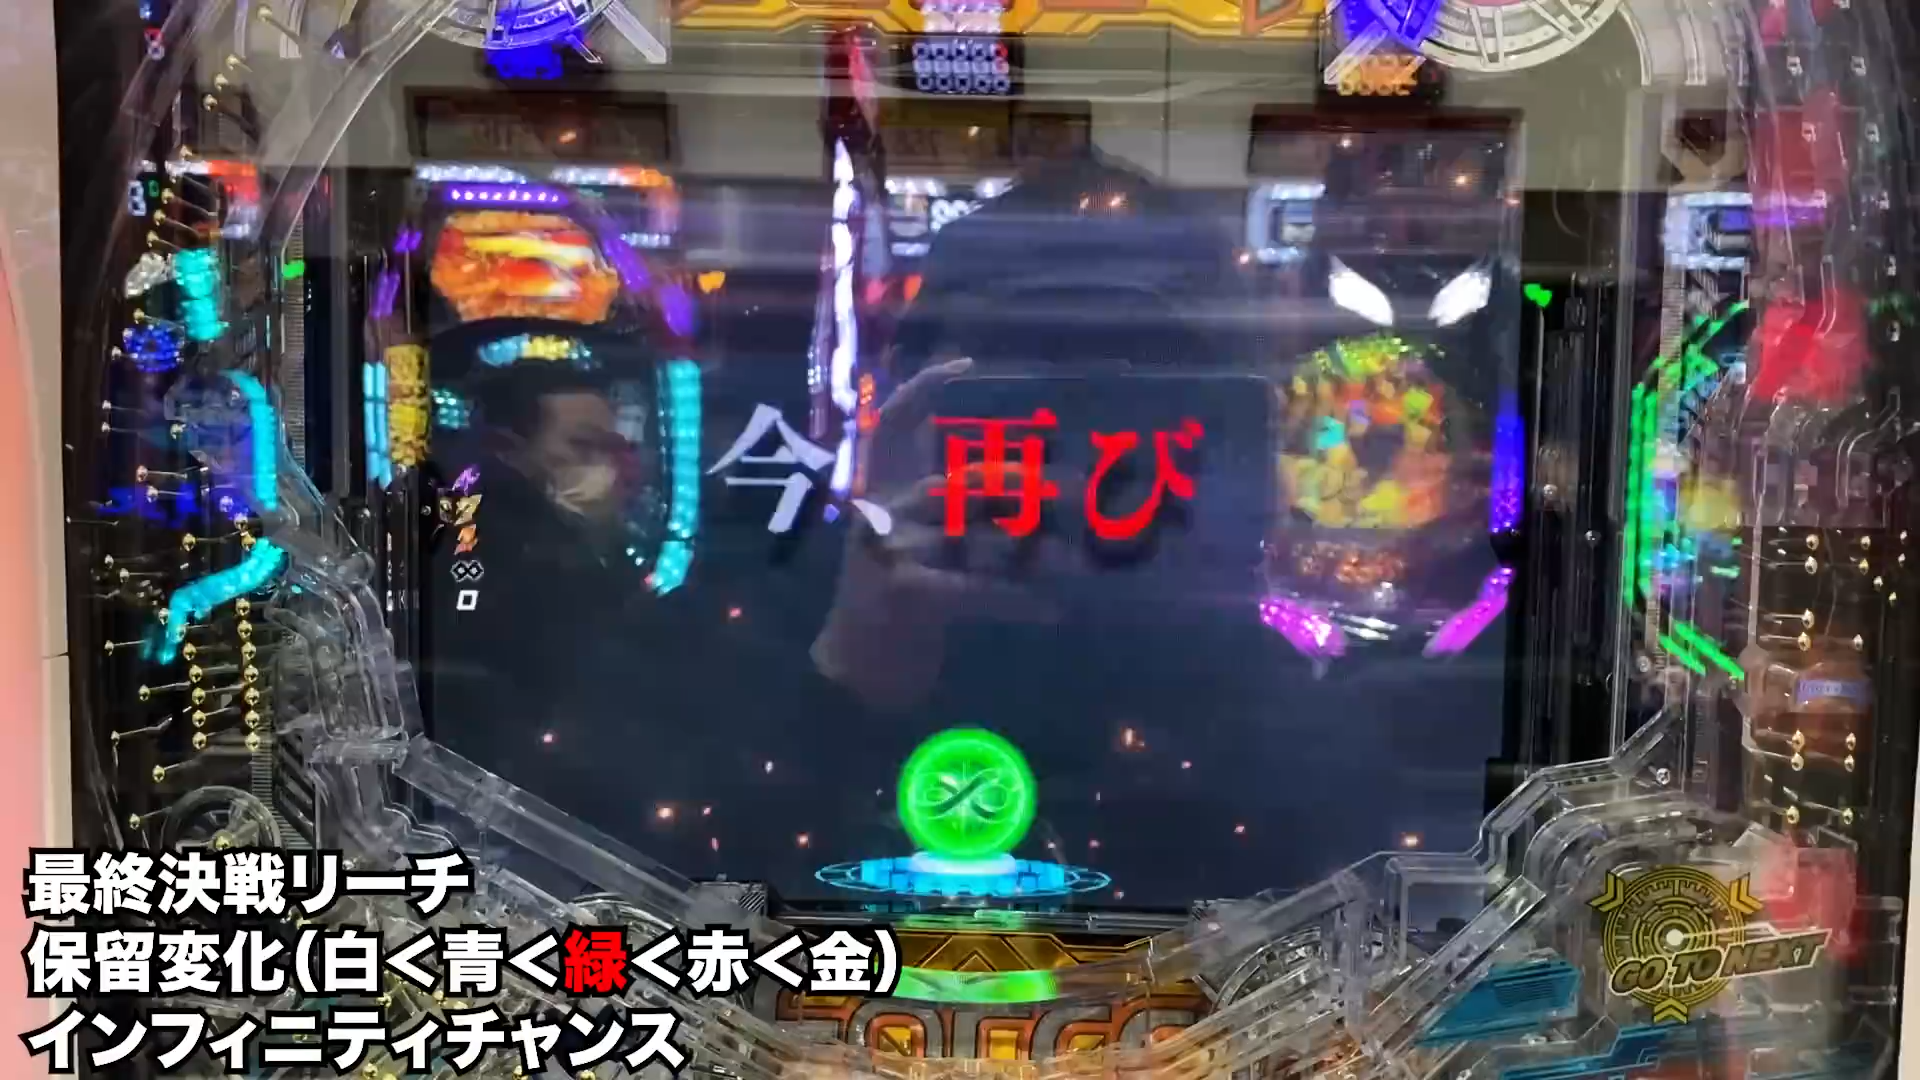 今、再び
0
最終決戦リーチ
保留変化(白＜青＜緑＜赤＜金)
インフィニティチャンス
GO-TO NEXT